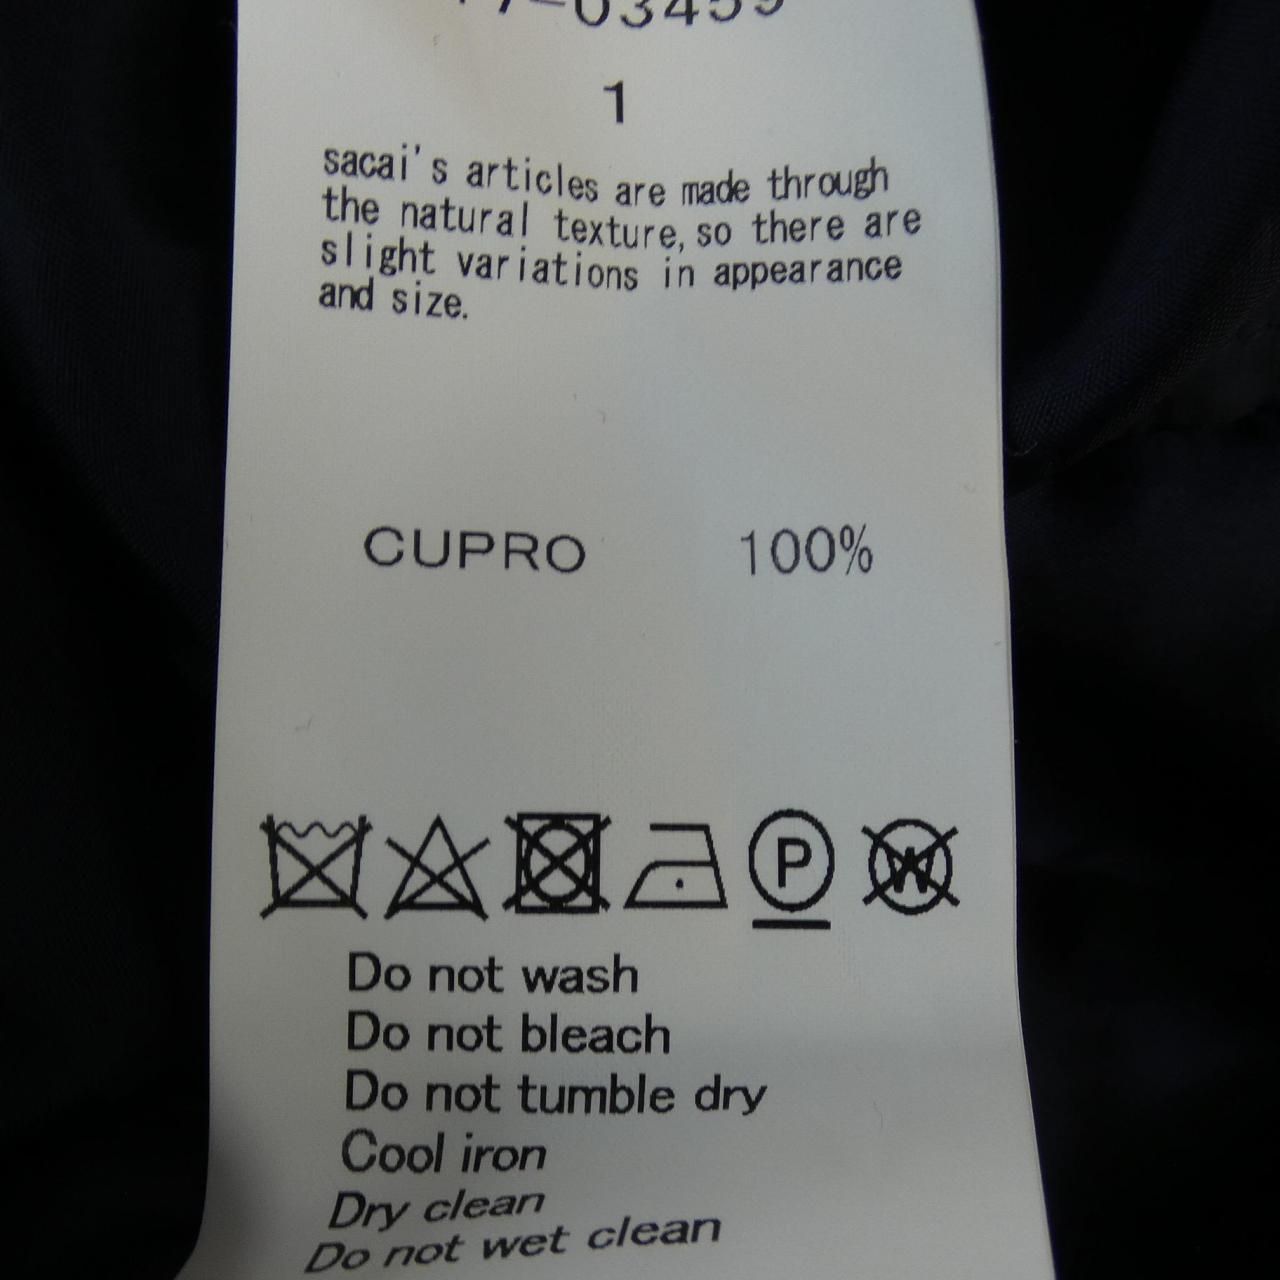 17-03459
1
sacai's articles are made through
the natural texture, so there are
slight variations in appearance
and size.
CUPRO 100%
P W
Do not wash
Do not bleach
Do not tumble dry
Cool iron
Dry clean
Do not wet clean